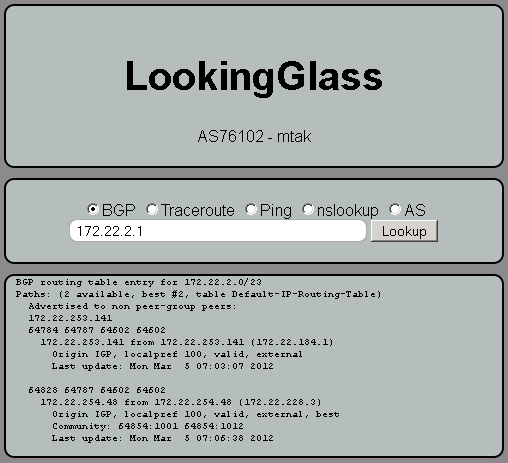 LookingGlass
AS76102 - mtak
BGP Traceroute Ping nslookup AS
172.22.2.1 Lookup
BGP routing table entry for 172.22.2.0/23
Paths: (2 available, best #2, table Default-IP-Routing-Table)
Advertised to non peer-group peers:
172.22.253.141
64784 64787 64602 64602
172.22.253.141 from 172.22.253.141 (172.22.184.1)
Origin IGP, localpref 100, valid, external
Last update: Mon Mar 5 07:03:07 2012
64828 64787 64602 64602
172.22.254.48 from 172.22.254.48 (172.22.228.3)
Origin IGP, localpref 100, valid, external, best
Community: 64854:1001 64854:1012
Last update: Mon Mar 5 07:06:38 2012